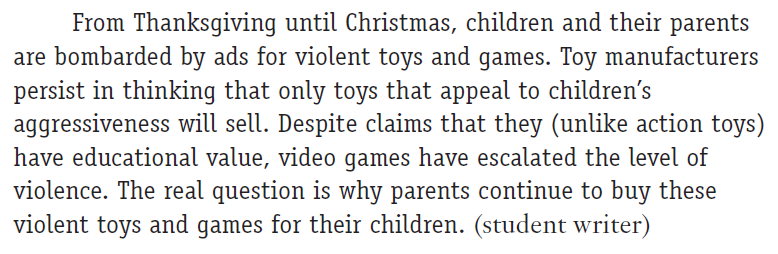 From Thanksgiving until Christmas, children and their parents
are bombarded by ads for violent toys and games. Toy manufacturers
persist in thinking that only toys that appeal to children’s
aggressiveness will sell. Despite claims that they (unlike action toys)
have educational value, video games have escalated the level of
violence. The real question is why parents continue to buy these
violent toys and games for their children. (student writer)